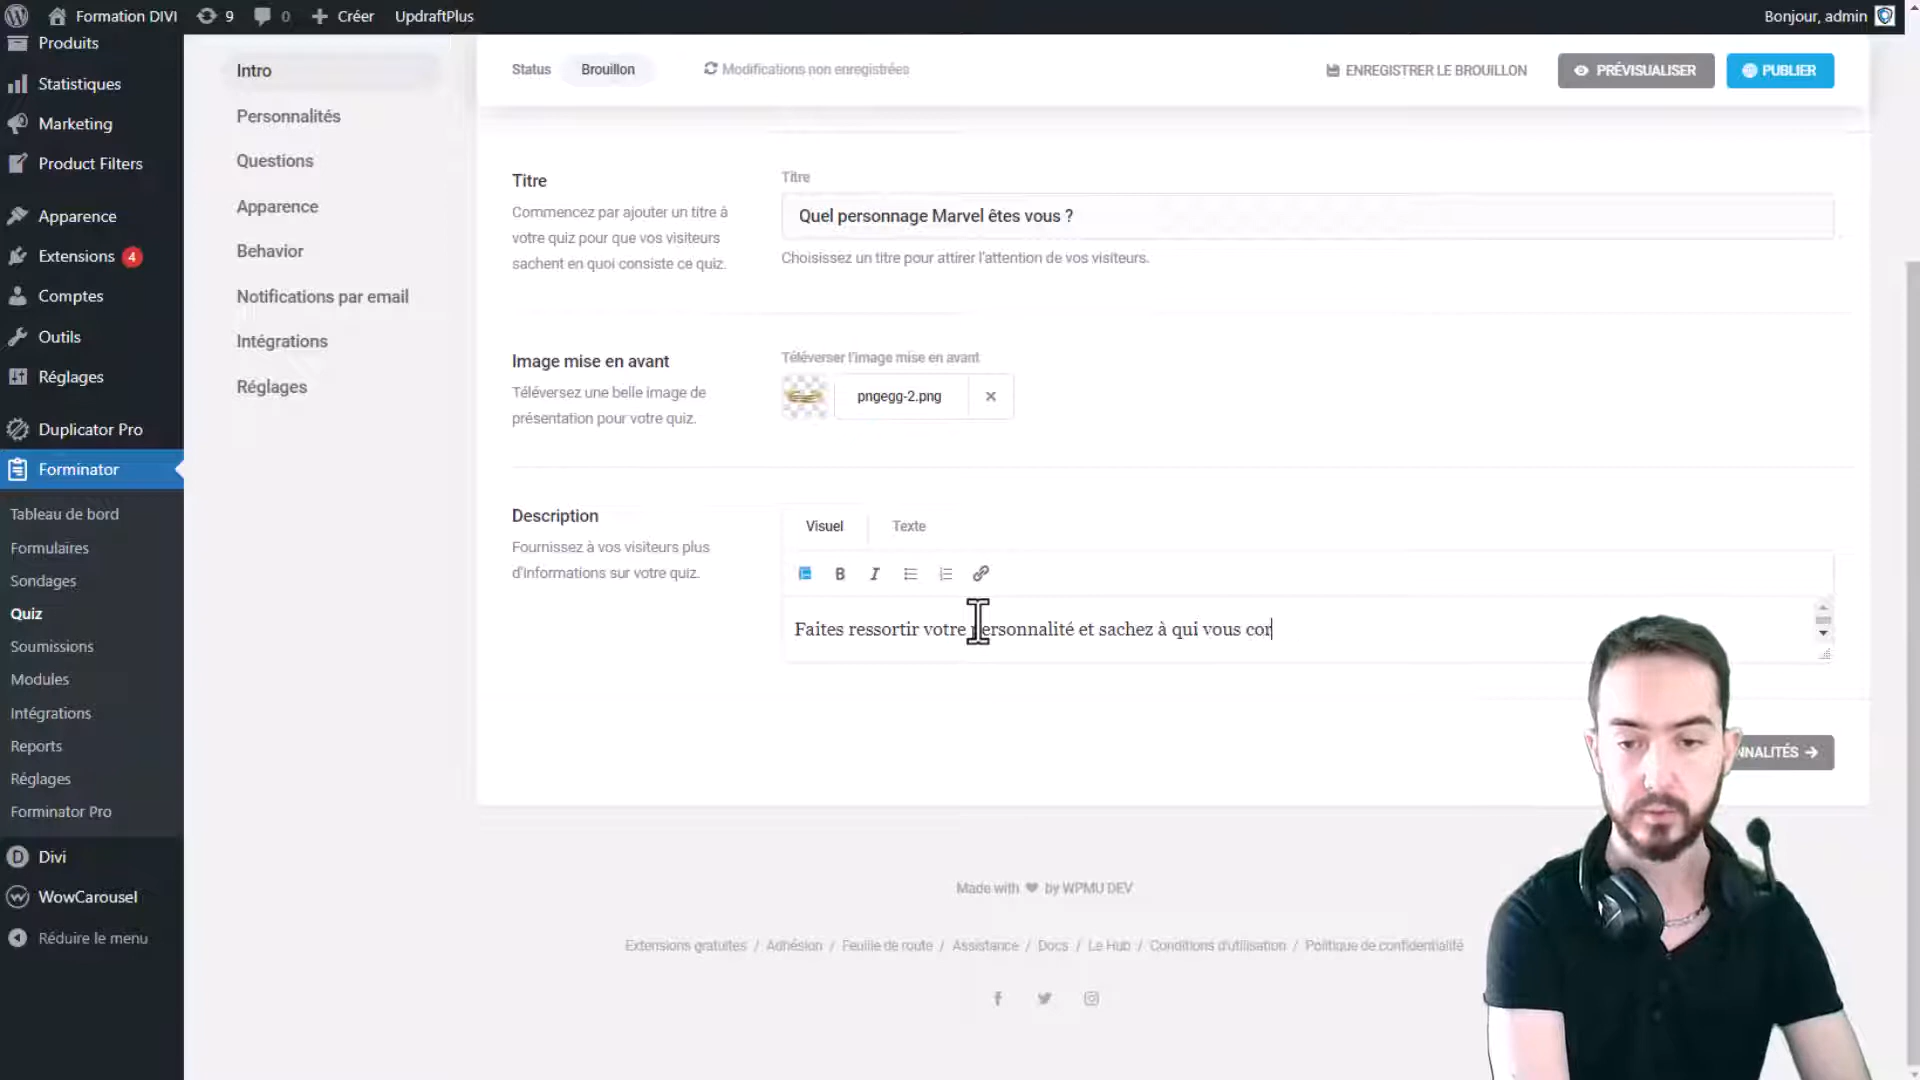 Formation DIVI
9
0
Créer
UpdraftPlus
Bonjour, admin
Produits
Statistiques
Marketing
Product Filters
Apparence
Extensions 4
Comptes
Outils
Réglages
Duplicator Pro
Forminator
Tableau de bord
Formulaires
Sondages
Quiz
Soumissions
Modules
Intégrations
Reports
Réglages
Forminator Pro
Divi
WowCarousel
Réduire le menu
Intro
Personnalités
Questions
Apparence
Behavior
Notifications par email
Intégrations
Réglages
Status
Brouillon
Modifications non enregistrées
ENREGISTRER LE BROUILLON
PRÉVISUALISER
PUBLIER
Titre
Commencez par ajouter un titre à
votre quiz pour que vos visiteurs
sachent en quoi consiste ce quiz.
Titre
Quel personnage Marvel êtes vous ?
Choisissez un titre pour attirer l'attention de vos visiteurs.
Image mise en avant
Téléversez une belle image de
présentation pour votre quiz.
Téléverser l'image mise en avant
pngegg-2.png
Description
Fournissez à vos visiteurs plus
d'informations sur votre quiz.
Visuel
Texte
Faites ressortir votre personnalité et sachez à qui vous cor
NNALITÉS
Made with ❤ by WPMU DEV
Extensions gratuites / Adhésion / Feuille de route / Assistance / Docs / Le Hub / Conditions d'utilisation / Politique de confidentialité